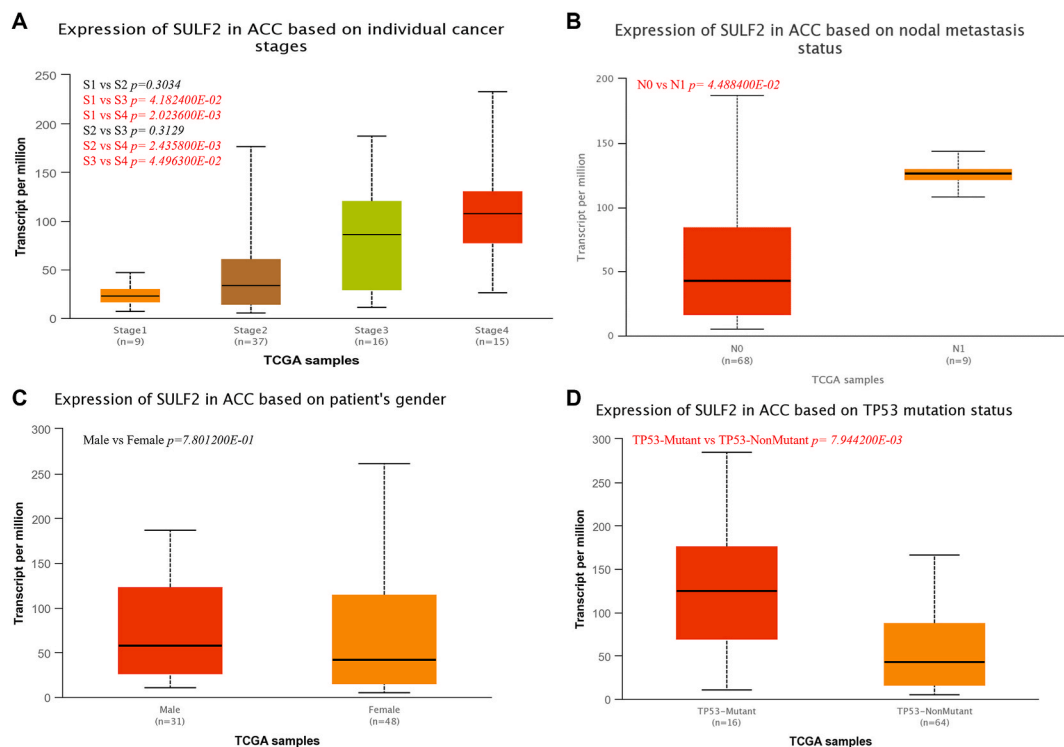 A
Expression of SULF2 in ACC based on individual cancer
stages
S1 vs S2 p=0.3034
S1 vs S3 p= 4.182400E-02
S1 vs S4 p= 2.023600E-03
S2 vs S3 p=0.3129
S2 vs S4 p= 2.435800E-03
S3 vs S4 p= 4.496300E-02
Transcript per million
250
200
150
100
50
0
Stage1 Stage2 Stage3 Stage4
(n=9) (n=37) (n=16) (n=15)
TCGA samples
B
Expression of SULF2 in ACC based on nodal metastasis
status
N0 vs N1 p= 4.488400E-02
Transcript per million
200
150
100
50
0
N0 N1
(n=68) (n=9)
TCGA samples
C
Expression of SULF2 in ACC based on patient's gender
Male vs Female p=7.801200E-01
Transcript per million
300
250
200
150
100
50
0
Male Female
(n=31) (n=48)
TCGA samples
D
Expression of SULF2 in ACC based on TP53 mutation status
TP53-Mutant vs TP53-NonMutant p= 7.944200E-03
Transcript per million
300
250
200
150
100
50
0
TP53-Mutant TP53-NonMutant
(n=16) (n=64)
TCGA samples